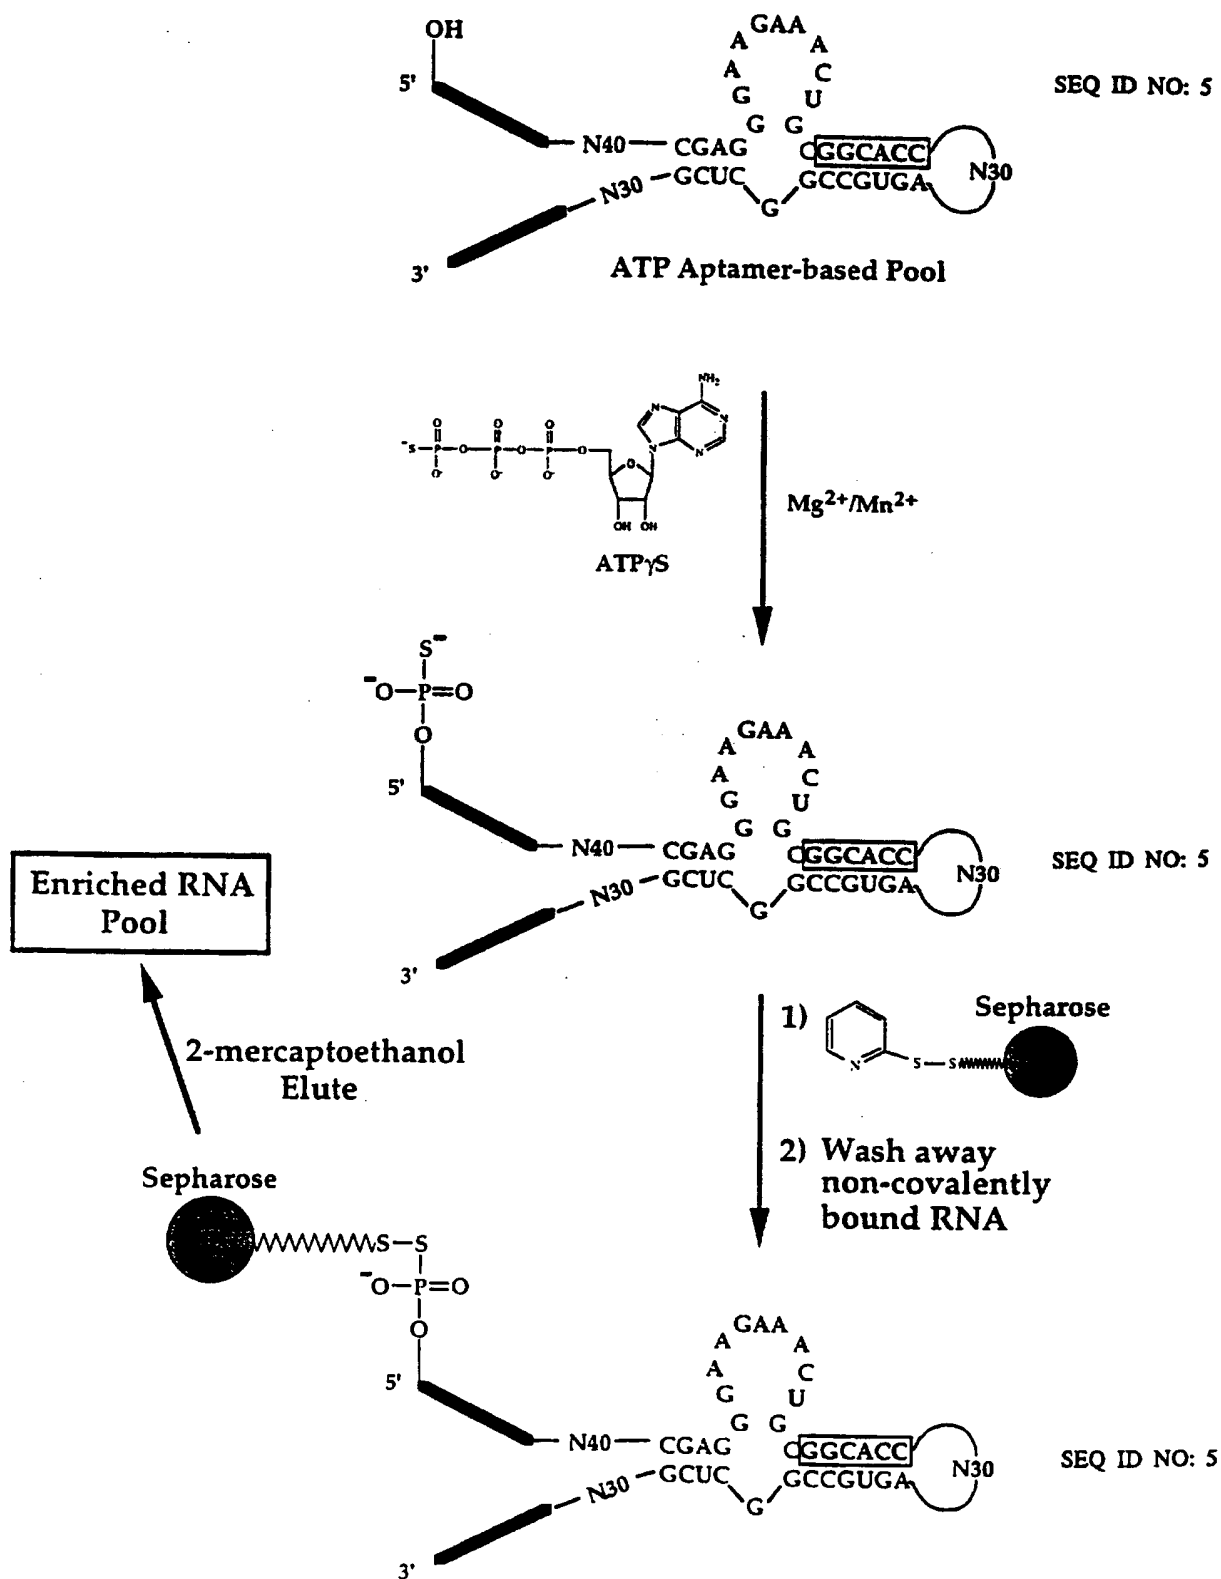 OH
5'
A
GAA
A
A
C
G
U
G
G
SEQ ID NO: 5
N40
CGAG
CGGCACC
N30
GCUC
G
GCCGUGA
N30
3'
ATP Aptamer-based Pool
NH₂
N
N
N
N
O
O
O
⁻S—P—O—P—O—P—O
O⁻
O⁻
O⁻
O
OH OH
ATPγS
Mg²⁺/Mn²⁺
S⁻
⁻O—P=O
O
5'
A
GAA
A
A
C
G
U
G
G
N40
CGAG
CGGCACC
N30
GCUC
G
GCCGUGA
N30
SEQ ID NO: 5
3'
Enriched RNA
Pool
2-mercaptoethanol
Elute
1)
N
S—S
Sepharose
2) Wash away
non-covalently
bound RNA
Sepharose
S—S
⁻O—P=O
O
5'
A
GAA
A
A
C
G
U
G
G
N40
CGAG
CGGCACC
N30
GCUC
G
GCCGUGA
N30
SEQ ID NO: 5
3'